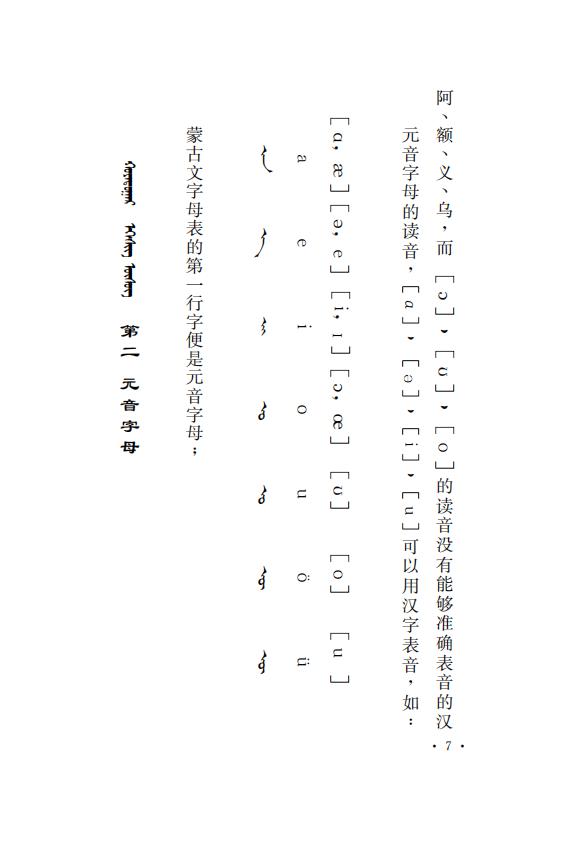 ᠬᠣᠶᠠᠳᠤᠭᠠᠷ ᠡᠭᠡᠰᠢᠭ ᠦᠰᠦᠭ 第二 元音字母
蒙古文字母表的第一行字便是元音字母；
ᠠ ᠡ ᠢ ᠣ ᠤ ᠥ ᠦ
a e i o u ö ü
[ɑ, æ] [ə, e] [i, ɪ] [ɔ, œ] [ʊ] [o] [u]
元音字母的读音，[a]、[ə]、[i]、[u]可以用汉字表音，如：
阿、额、义、乌，而[ɔ]、[ʊ]、[o]的读音没有能够准确表音的汉
· 7 ·